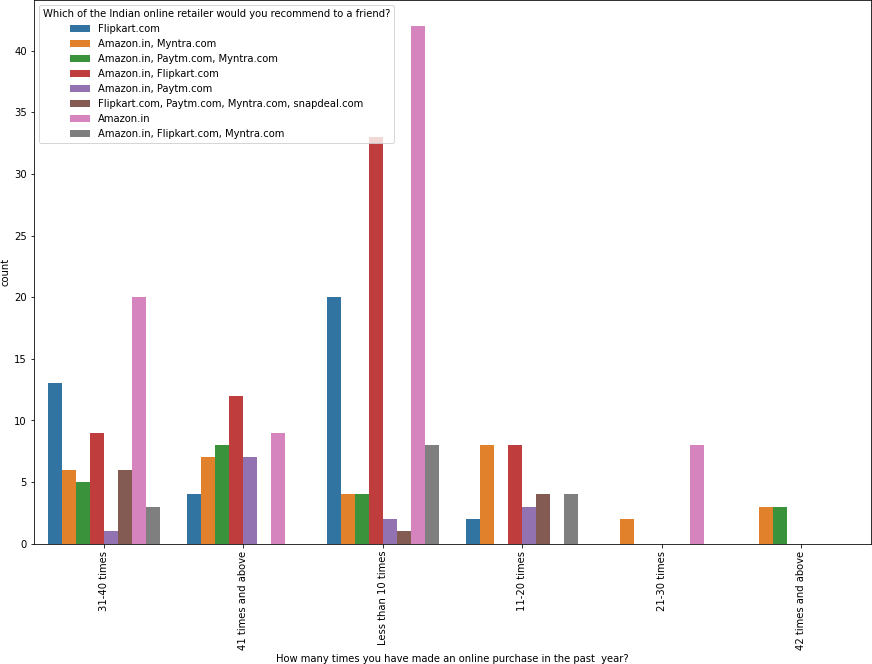 Which of the Indian online retailer would you recommend to a friend?
Flipkart.com
Amazon.in, Myntra.com
Amazon.in, Paytm.com, Myntra.com
Amazon.in, Flipkart.com
Amazon.in, Paytm.com
Flipkart.com, Paytm.com, Myntra.com, snapdeal.com
Amazon.in
Amazon.in, Flipkart.com, Myntra.com
40
35
30
25
20
15
10
5
0
count
31-40 times
41 times and above
Less than 10 times
11-20 times
21-30 times
42 times and above
How many times you have made an online purchase in the past  year?